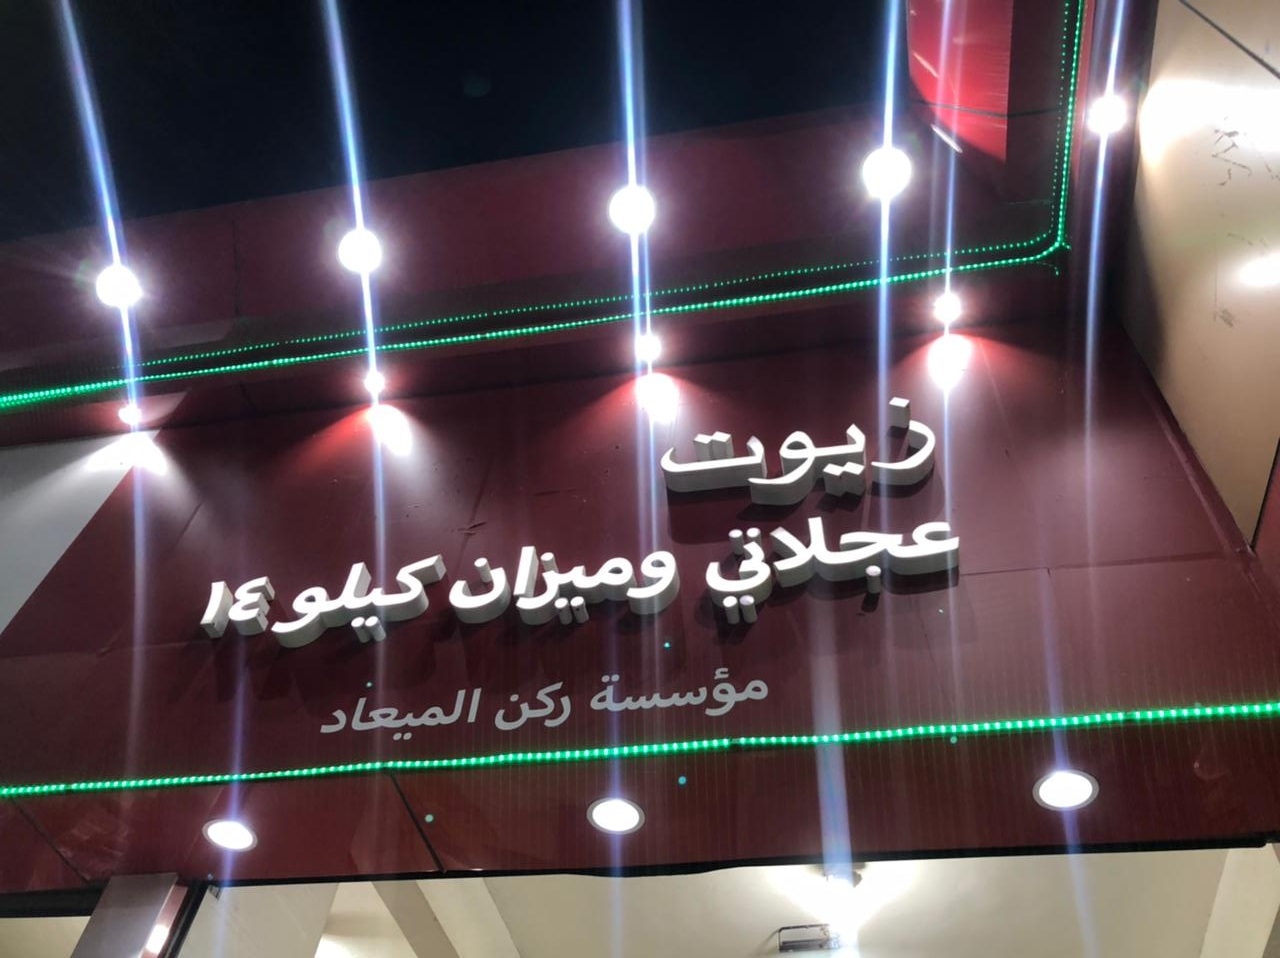 زيوت
عجلاتي وميزان كيلو ١٤
مؤسسة ركن الميعاد